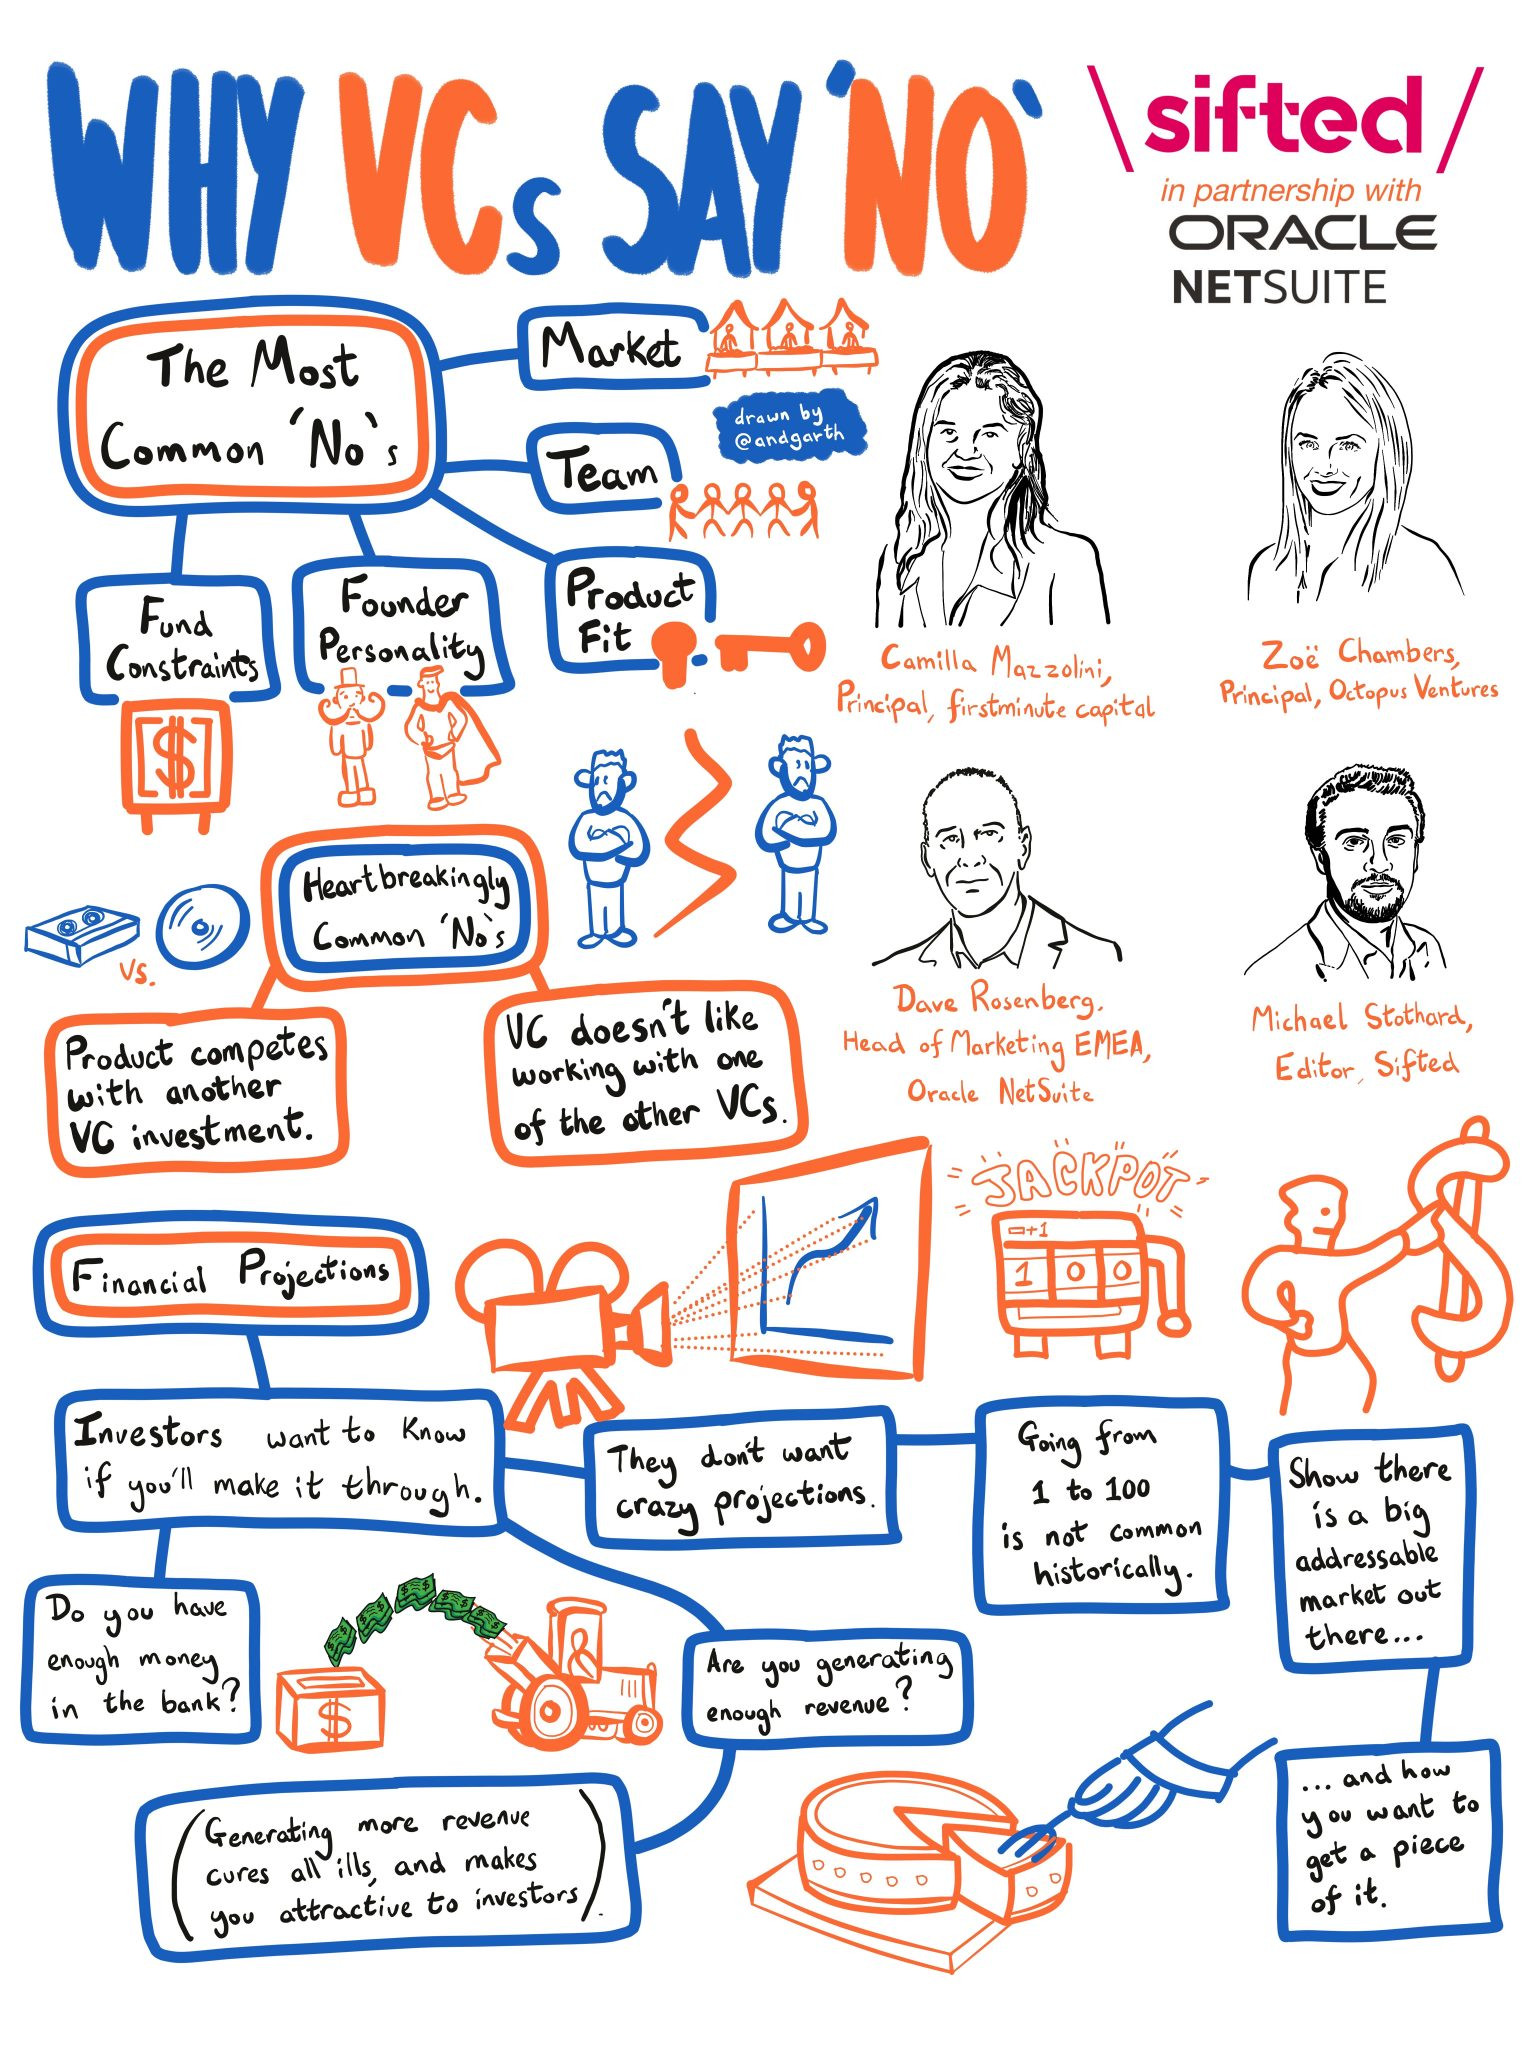 WHY VCs SAY 'NO'
\sifted/
in partnership with
ORACLE
NETSUITE
The Most
Common 'No's
Market
drawn by
@andgarth
Team
Product
Fit
Founder
Personality
Fund
Constraints
$
Camilla Mazzolini,
Principal, firstminute capital
Zoë Chambers,
Principal, Octopus Ventures
Heartbreakingly
Common 'No's
vs.
Product competes
with another
VC investment.
VC doesn't like
working with one
of the other VCs.
Dave Rosenberg.
Head of Marketing EMEA,
Oracle NetSuite
Michael Stothard,
Editor, Sifted
Financial Projections
JACKPOT
+1
1 0 0
Investors want to know
if you'll make it through.
They don't want
crazy projections.
Going from
1 to 100
is not common
historically.
Show there
is a big
addressable
market out
there...
... and how
you want to
get a piece
of it.
Do you have
enough money
in the bank?
$
Are you generating
enough revenue?
(Generating more revenue
cures all ills, and makes
you attractive to investors).